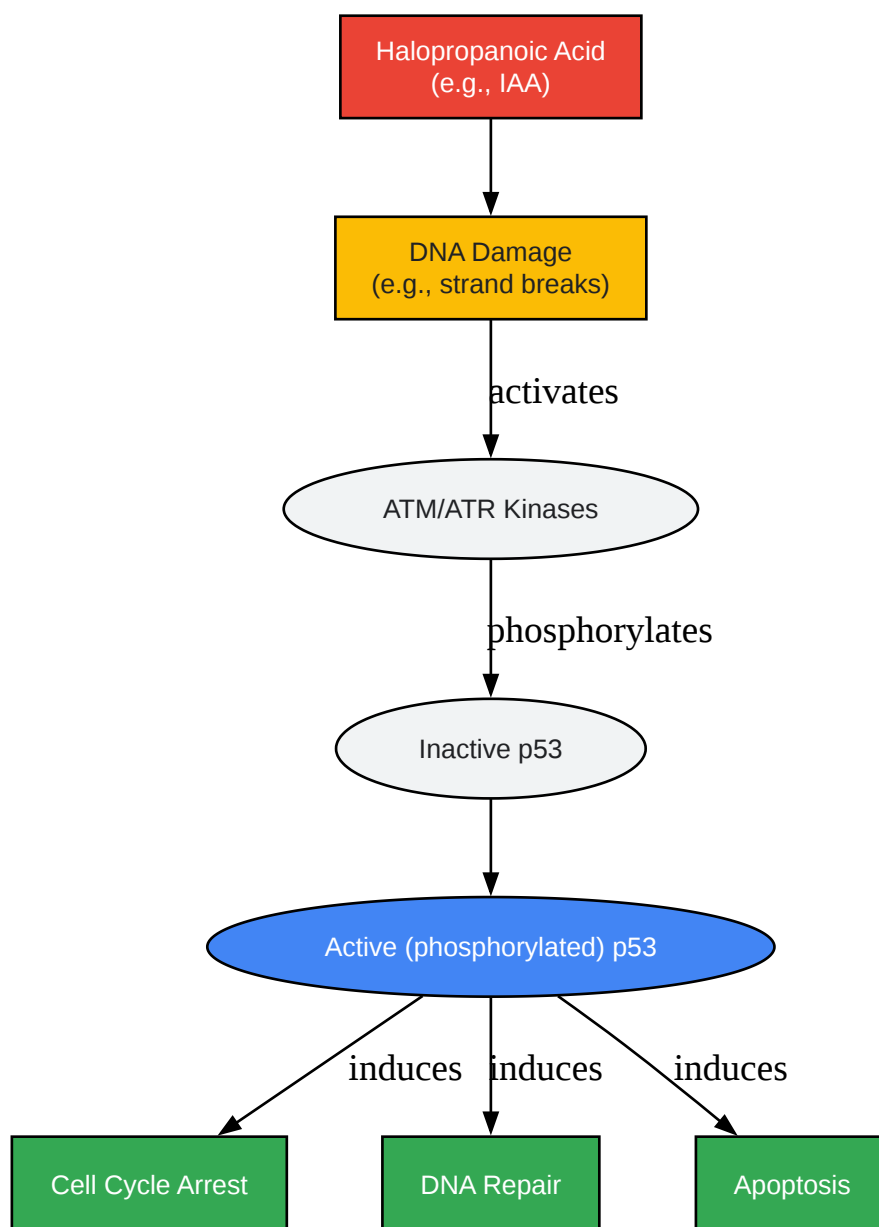 Halopropanoic Acid
(e.g., IAA)
DNA Damage
(e.g., strand breaks)
activates
ATM/ATR Kinases
phosphorylates
Inactive p53
Active (phosphorylated) p53
induces
induces
induces
Cell Cycle Arrest
DNA Repair
Apoptosis